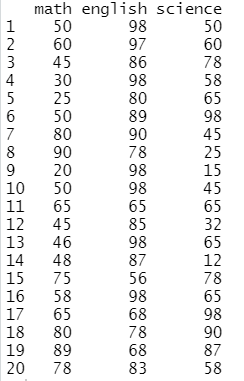 math english science
1 50 98 50
2 60 97 60
3 45 86 78
4 30 98 58
5 25 80 65
6 50 89 98
7 80 90 45
8 90 78 25
9 20 98 15
10 50 98 45
11 65 65 65
12 45 85 32
13 46 98 65
14 48 87 12
15 75 56 78
16 58 98 65
17 65 68 98
18 80 78 90
19 89 68 87
20 78 83 58